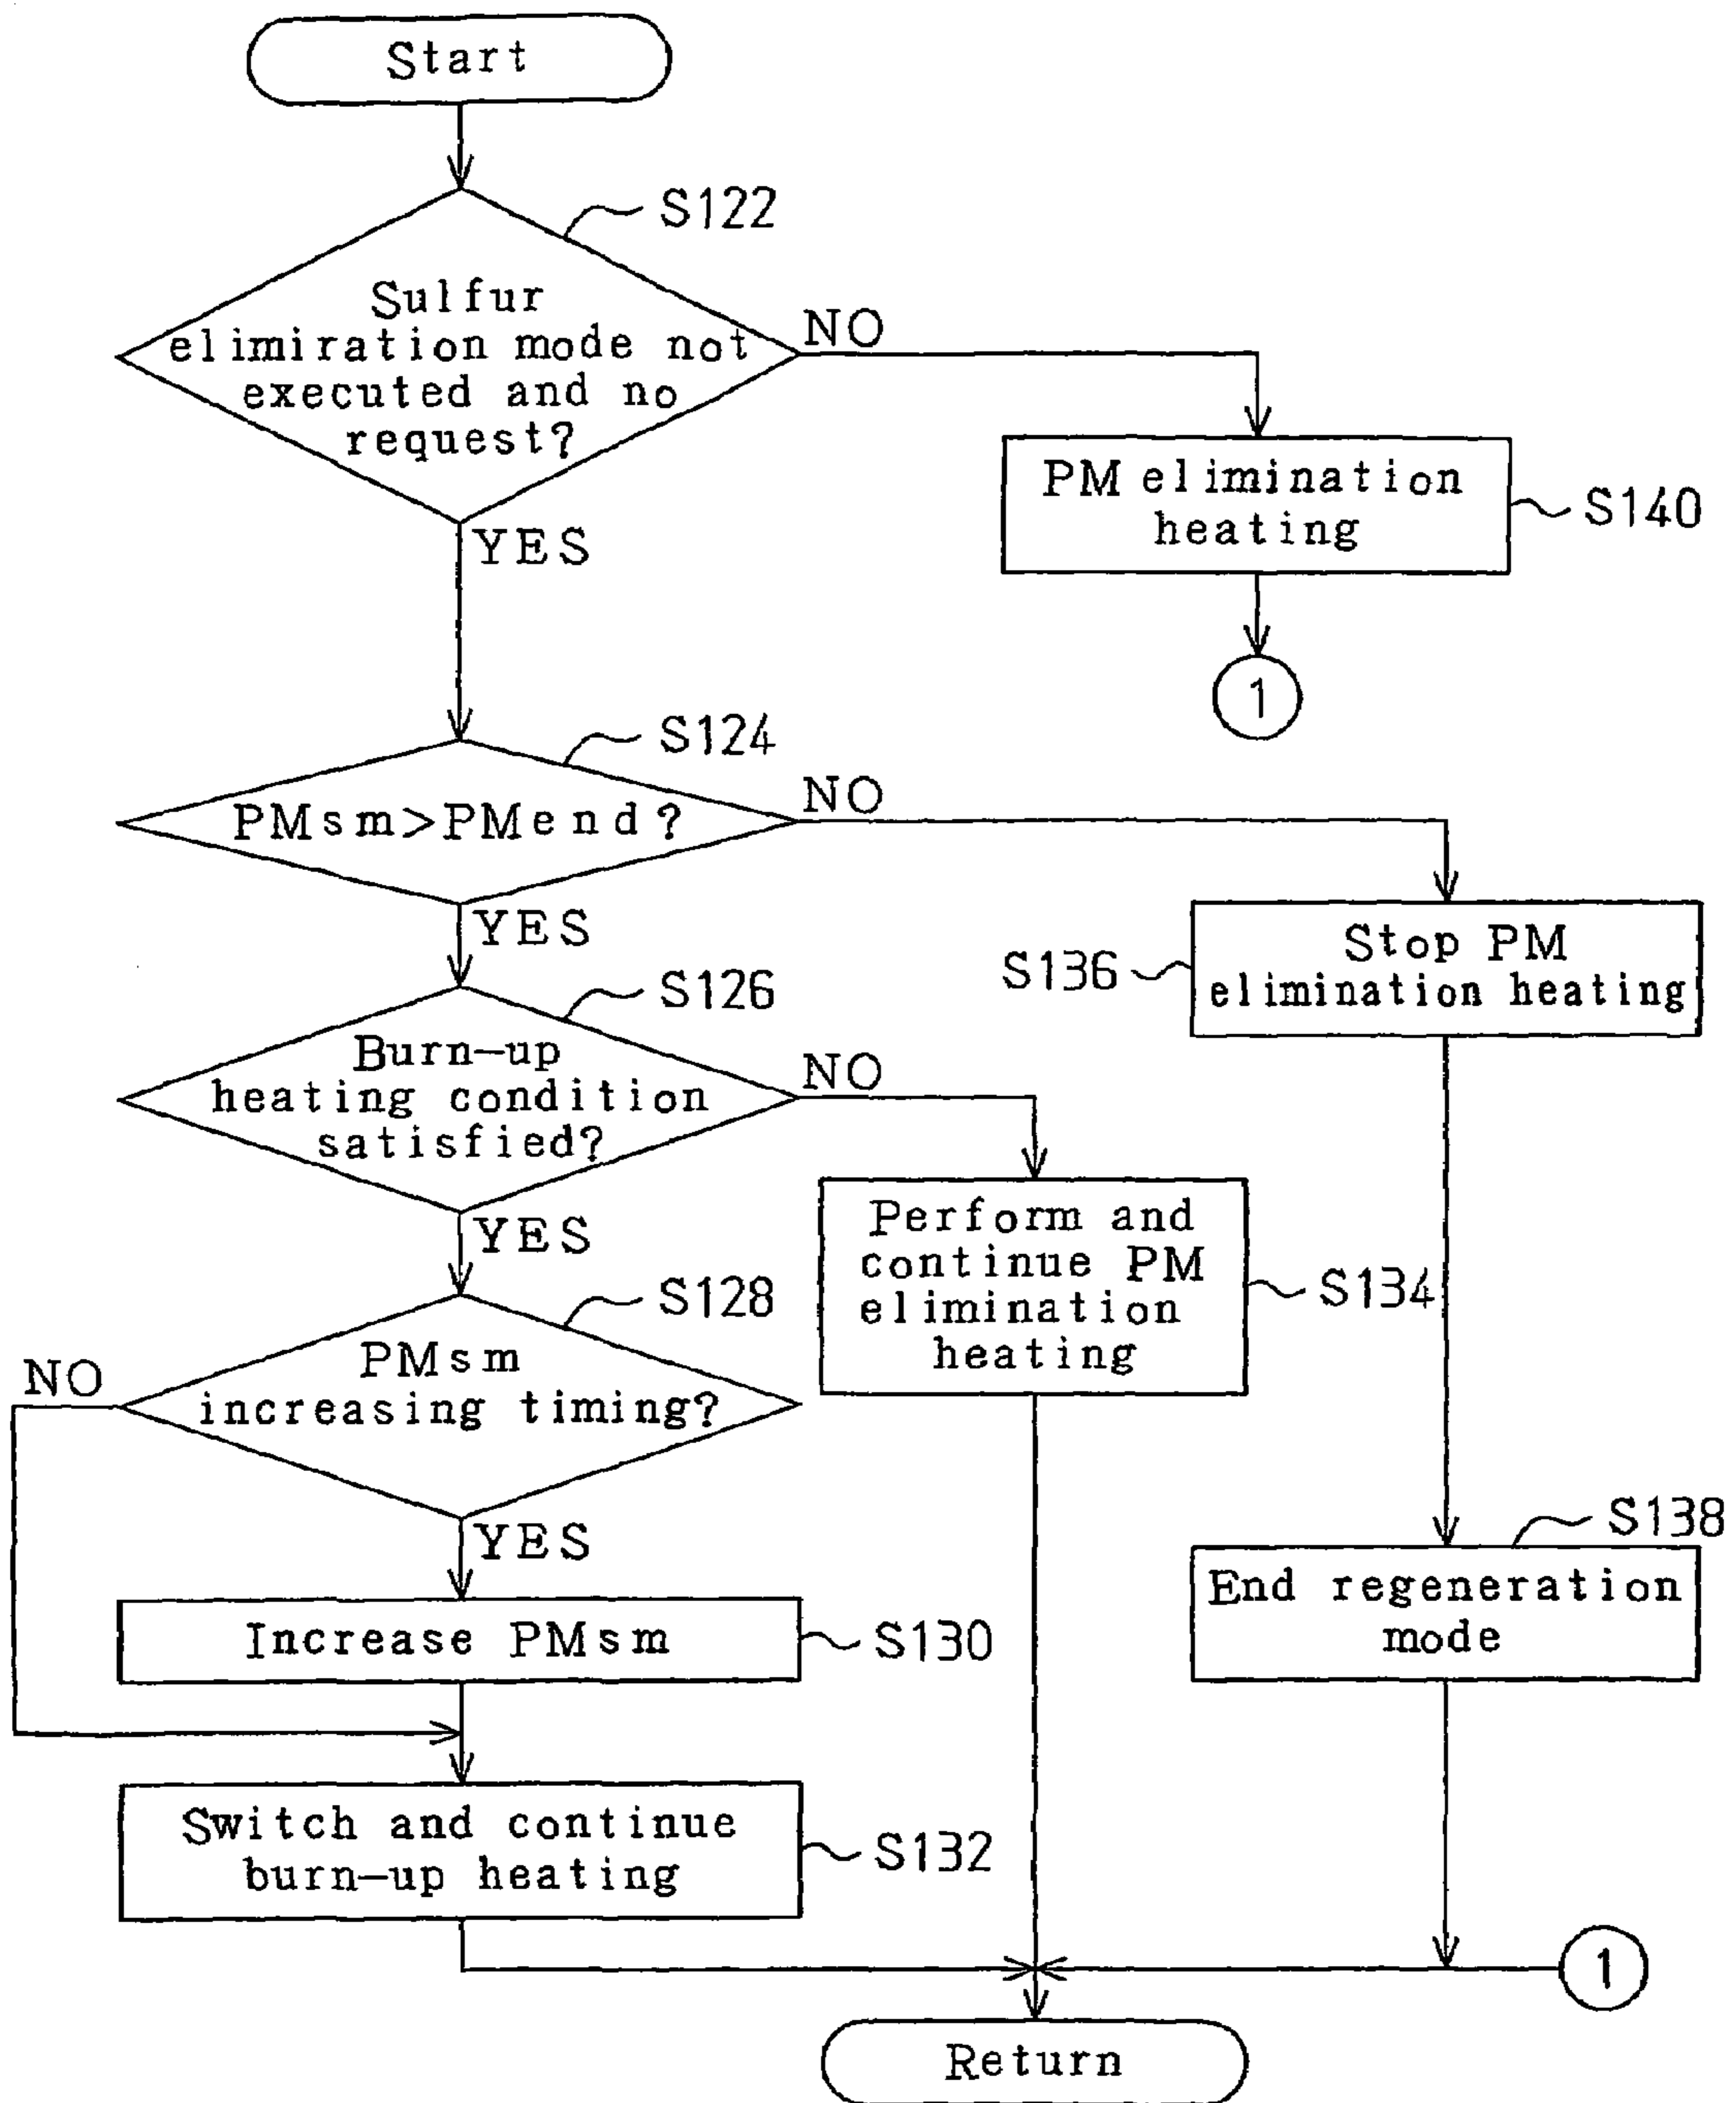 Start
S122
Sulfur
elimiration mode not
executed and no
request?
NO
YES
PM elimination
heating
S140
1
S124
PMsm>PMend?
NO
YES
Stop PM
elimination heating
S136
S126
Burn-up
heating condition
satisfied?
NO
YES
Perform and
continue PM
elimination
heating
S134
S128
PMsm
increasing timing?
NO
YES
S138
End regeneration
mode
Increase PMsm
S130
Switch and continue
burn-up heating
S132
1
Return